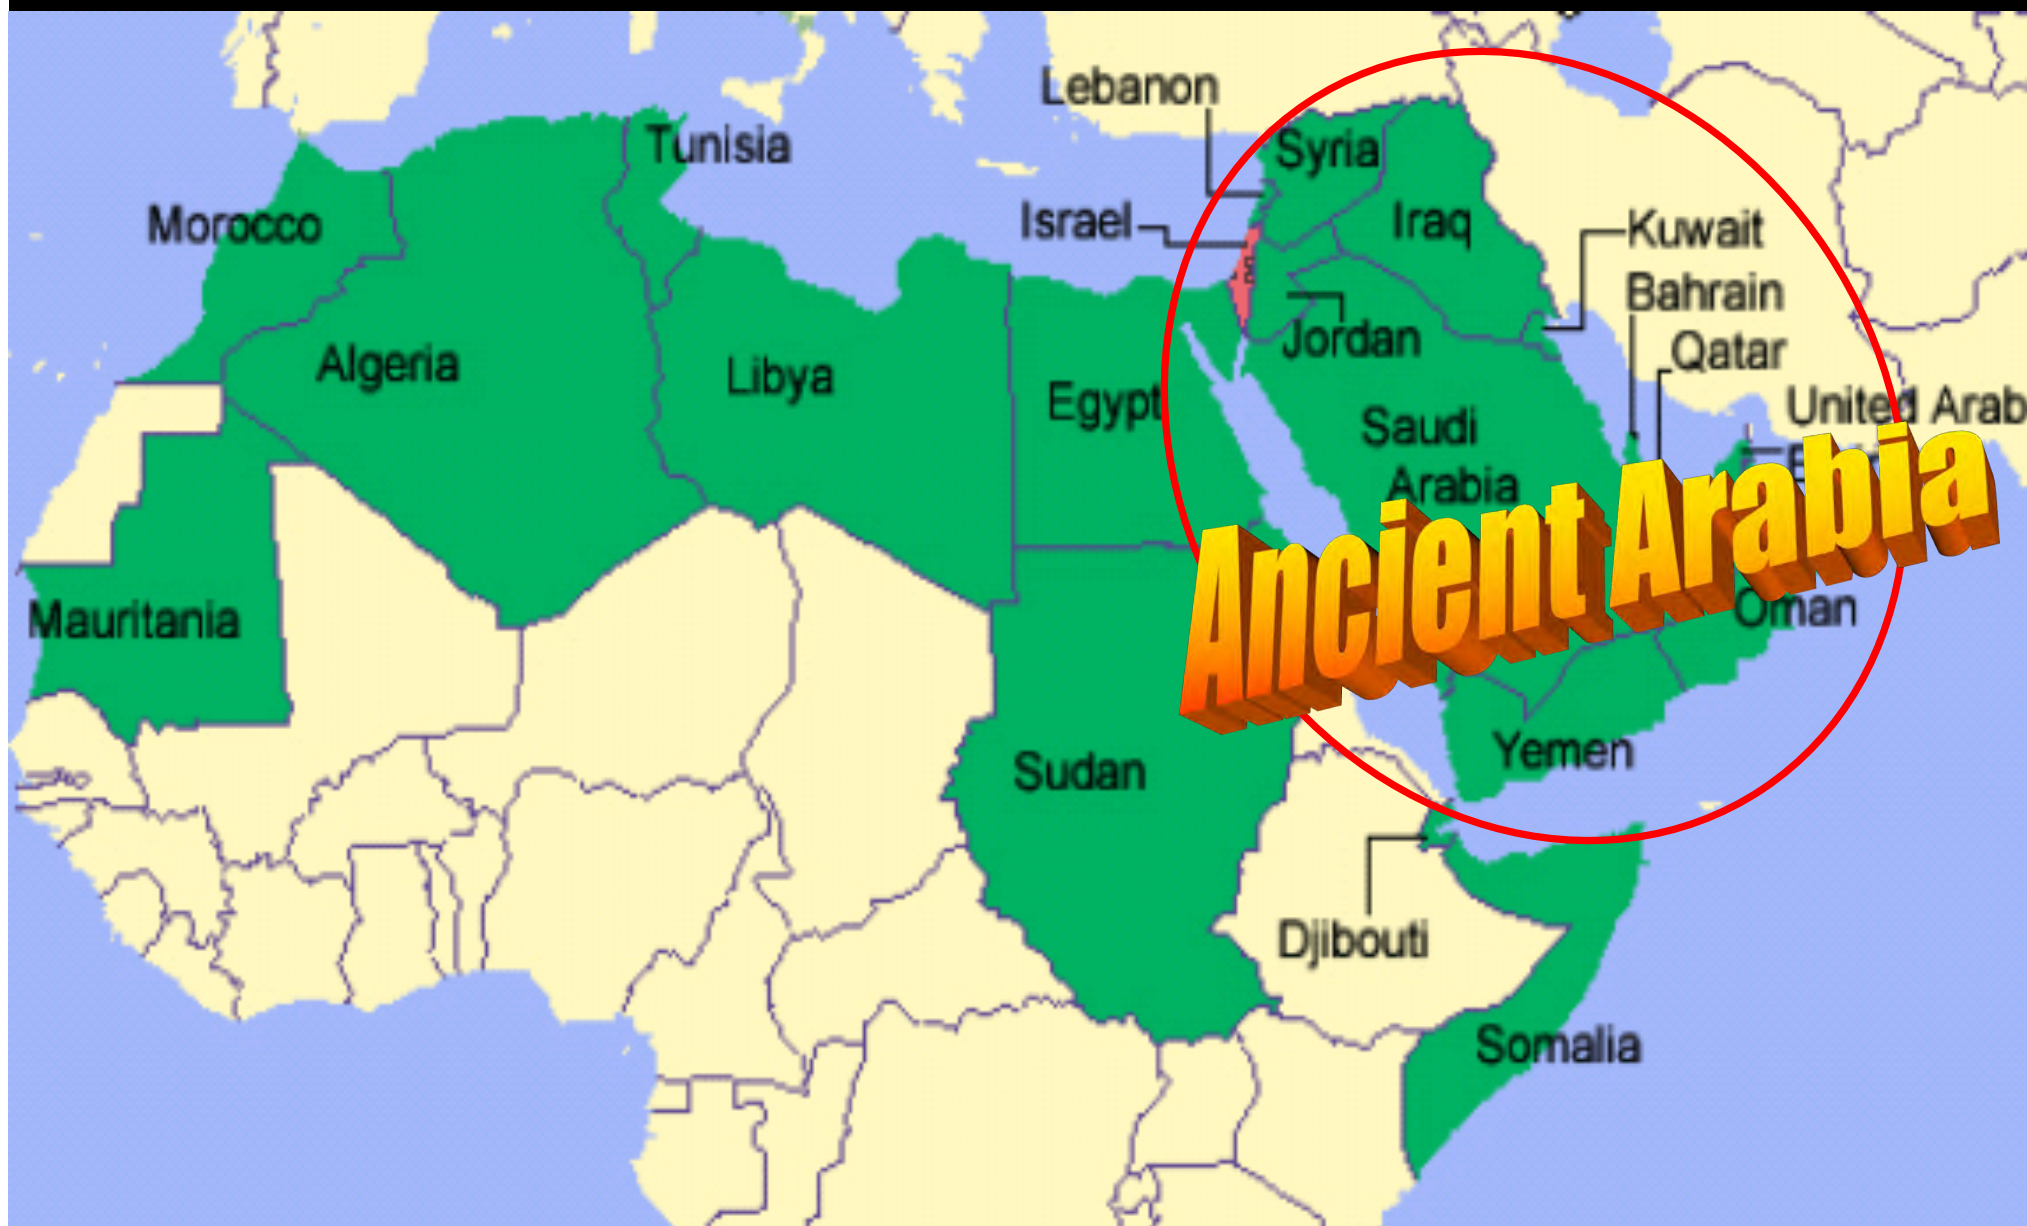 Lebanon
Tunisia
Syria
Morocco
Israel
Iraq
Kuwait
Bahrain
Qatar
Jordan
Algeria
Libya
Egypt
United Arab
Saudi
Arabia
Ancient Arabia
Mauritania
Oman
Yemen
Sudan
Djibouti
Somalia